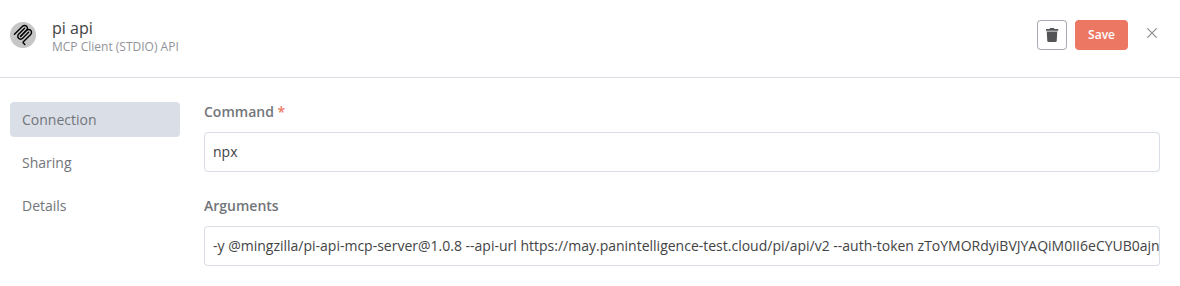 pi api
MCP Client (STDIO) API
Save
Connection
Sharing
Details
Command *
npx
Arguments
-y @mingzilla/pi-api-mcp-server@1.0.8 --api-url https://may.panintelligence-test.cloud/pi/api/v2 --auth-token zToYMORdyiBVJYAQiM0II6eCYUB0ajn